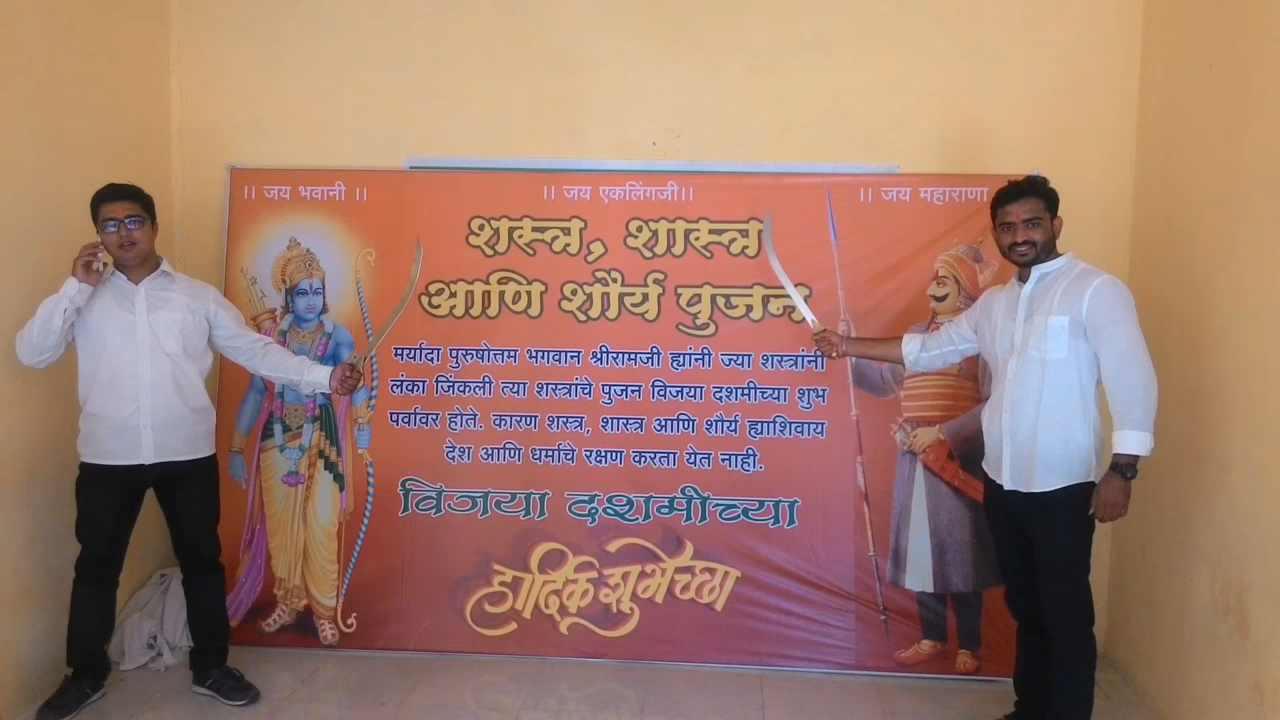 ।। जय भवानी ।।
।। जय एकलिंगजी।।
।। जय महाराणा
शस्त्र, शास्त्र
आणि शौर्य पुजन
मर्यादा पुरुषोत्तम भगवान श्रीरामजी ह्यांनी ज्या शस्त्रांनी
लंका जिंकली त्या शस्त्रांचे पुजन विजया दशमीच्या शुभ
पर्वावर होते. कारण शस्त्र, शास्त्र आणि शौर्य ह्याशिवाय
देश आणि धर्माचे रक्षण करता येत नाही.
विजया दशमीच्या
हार्दिक शुभेच्छा